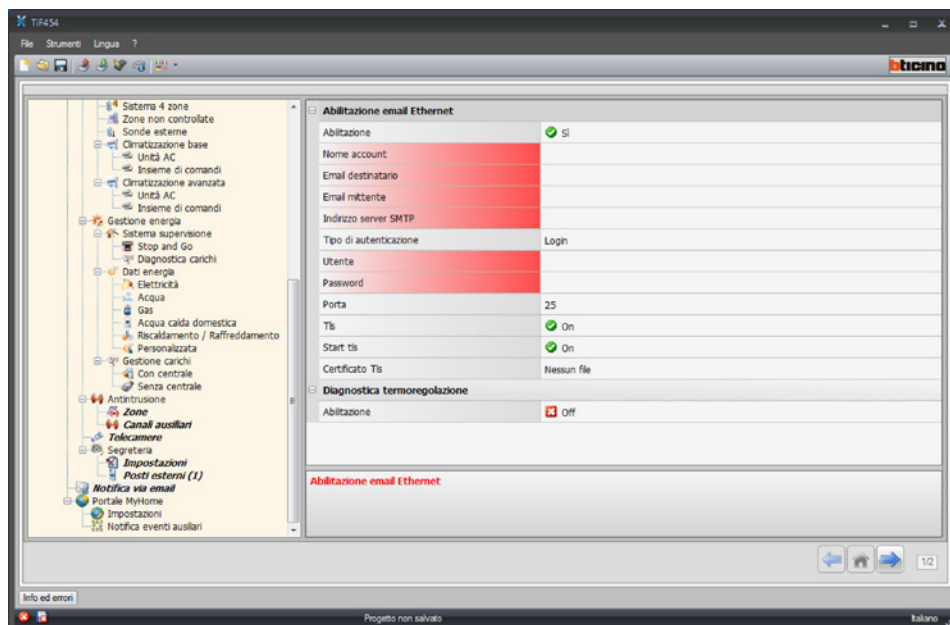 TiF454
File Strumenti Lingua ?
bticino
Sistema 4 zone
Zone non controllate
Sonde esterne
Climatizzazione base
Unità AC
Insieme di comandi
Climatizzazione avanzata
Unità AC
Insieme di comandi
Gestione energia
Sistema supervisione
Stop and Go
Diagnostica carichi
Dati energia
Elettricità
Acqua
Gas
Acqua calda domestica
Riscaldamento / Raffreddamento
Personalizzata
Gestione carichi
Con centrale
Senza centrale
Antintrusione
Zone
Canali ausiliari
Telecamere
Segreteria
Impostazioni
Posti esterni (1)
Notifica via email
Portale MyHome
Impostazioni
Notifica eventi ausiliari
Abilitazione email Ethernet
Abilitazione Sì
Nome account
Email destinatario
Email mittente
Indirizzo server SMTP
Tipo di autenticazione Login
Utente
Password
Porta 25
Tls On
Start tls On
Certificato Tls Nessun file
Diagnostica termoregolazione
Abilitazione Off
Abilitazione email Ethernet
1/2
Info ed errori
Progetto non salvato Italiano